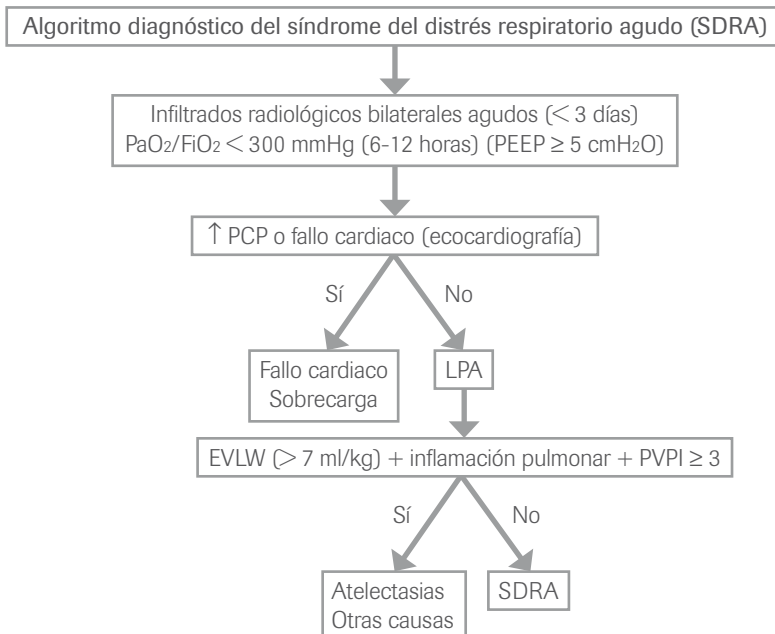 Algoritmo diagnóstico del síndrome del distrés respiratorio agudo (SDRA)
Infiltrados radiológicos bilaterales agudos (< 3 días)
PaO2/FiO2 < 300 mmHg (6-12 horas) (PEEP ≥ 5 cmH2O)
↑ PCP o fallo cardiaco (ecocardiografía)
Sí
No
Fallo cardiaco
Sobrecarga
LPA
EVLW (> 7 ml/kg) + inflamación pulmonar + PVPI ≥ 3
Sí
No
Atelectasias
Otras causas
SDRA